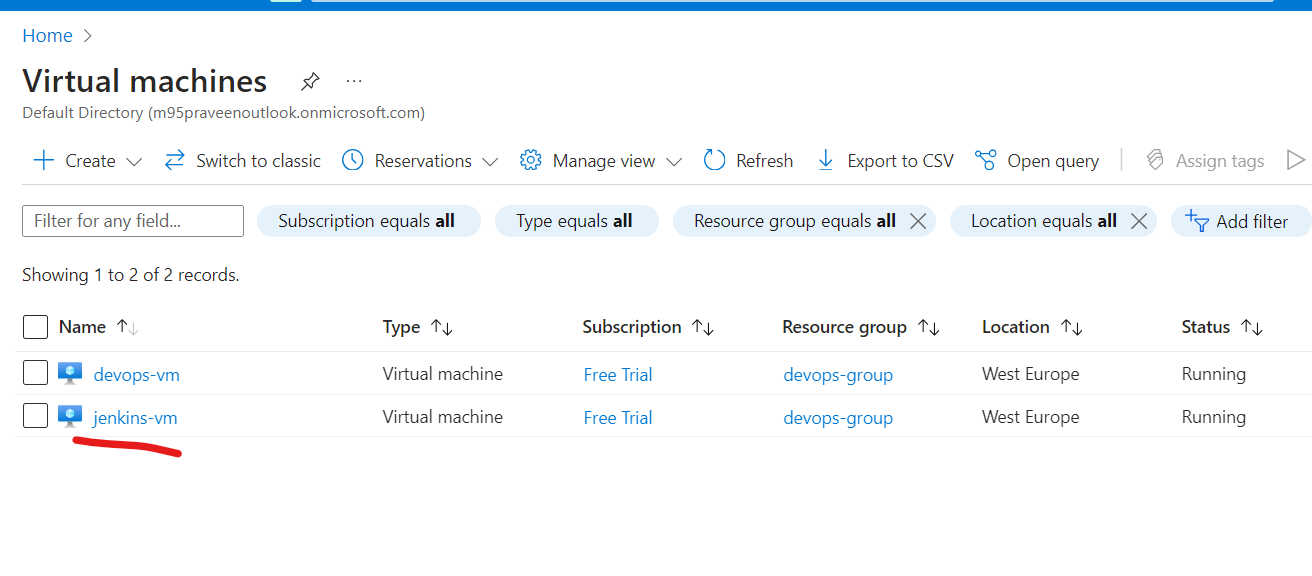 Home
Virtual machines
Default Directory (m95praveenoutlook.onmicrosoft.com)
Create Switch to classic Reservations Manage view Refresh Export to CSV Open query Assign tags
Filter for any field... Subscription equals all Type equals all Resource group equals all Location equals all Add filter
Showing 1 to 2 of 2 records.
Name Type Subscription Resource group Location Status
devops-vm Virtual machine Free Trial devops-group West Europe Running
jenkins-vm Virtual machine Free Trial devops-group West Europe Running